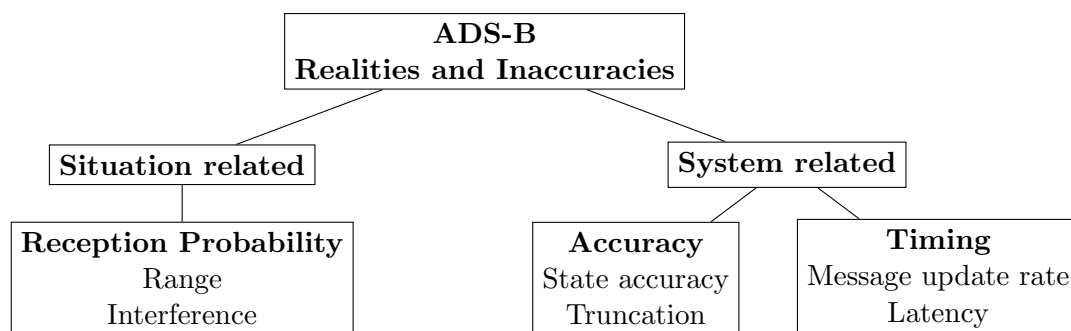 ADS-B
Realities and Inaccuracies
Situation related
System related
Reception Probability
Range
Interference
Accuracy
State accuracy
Truncation
Timing
Message update rate
Latency